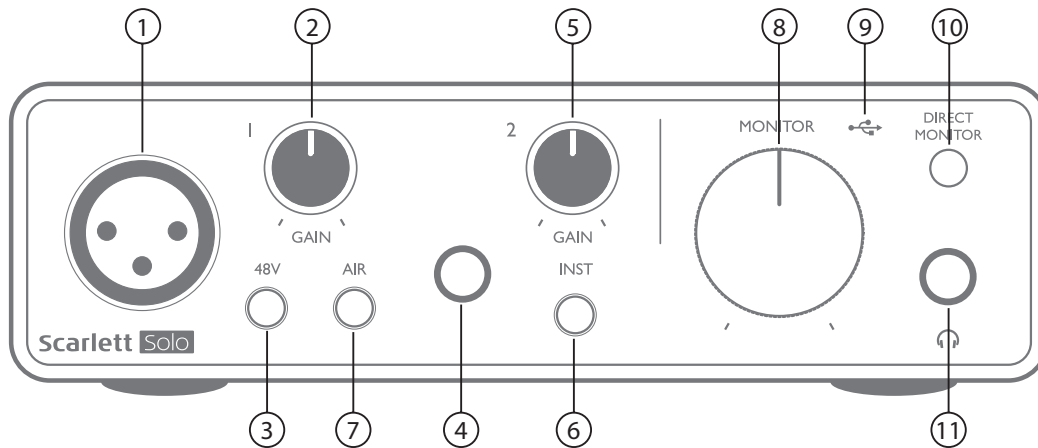 1 2 5 8 9 10
1 2 MONITOR DIRECT
MONITOR
GAIN GAIN
48V AIR INST
Scarlett Solo
3 7 4 6 11